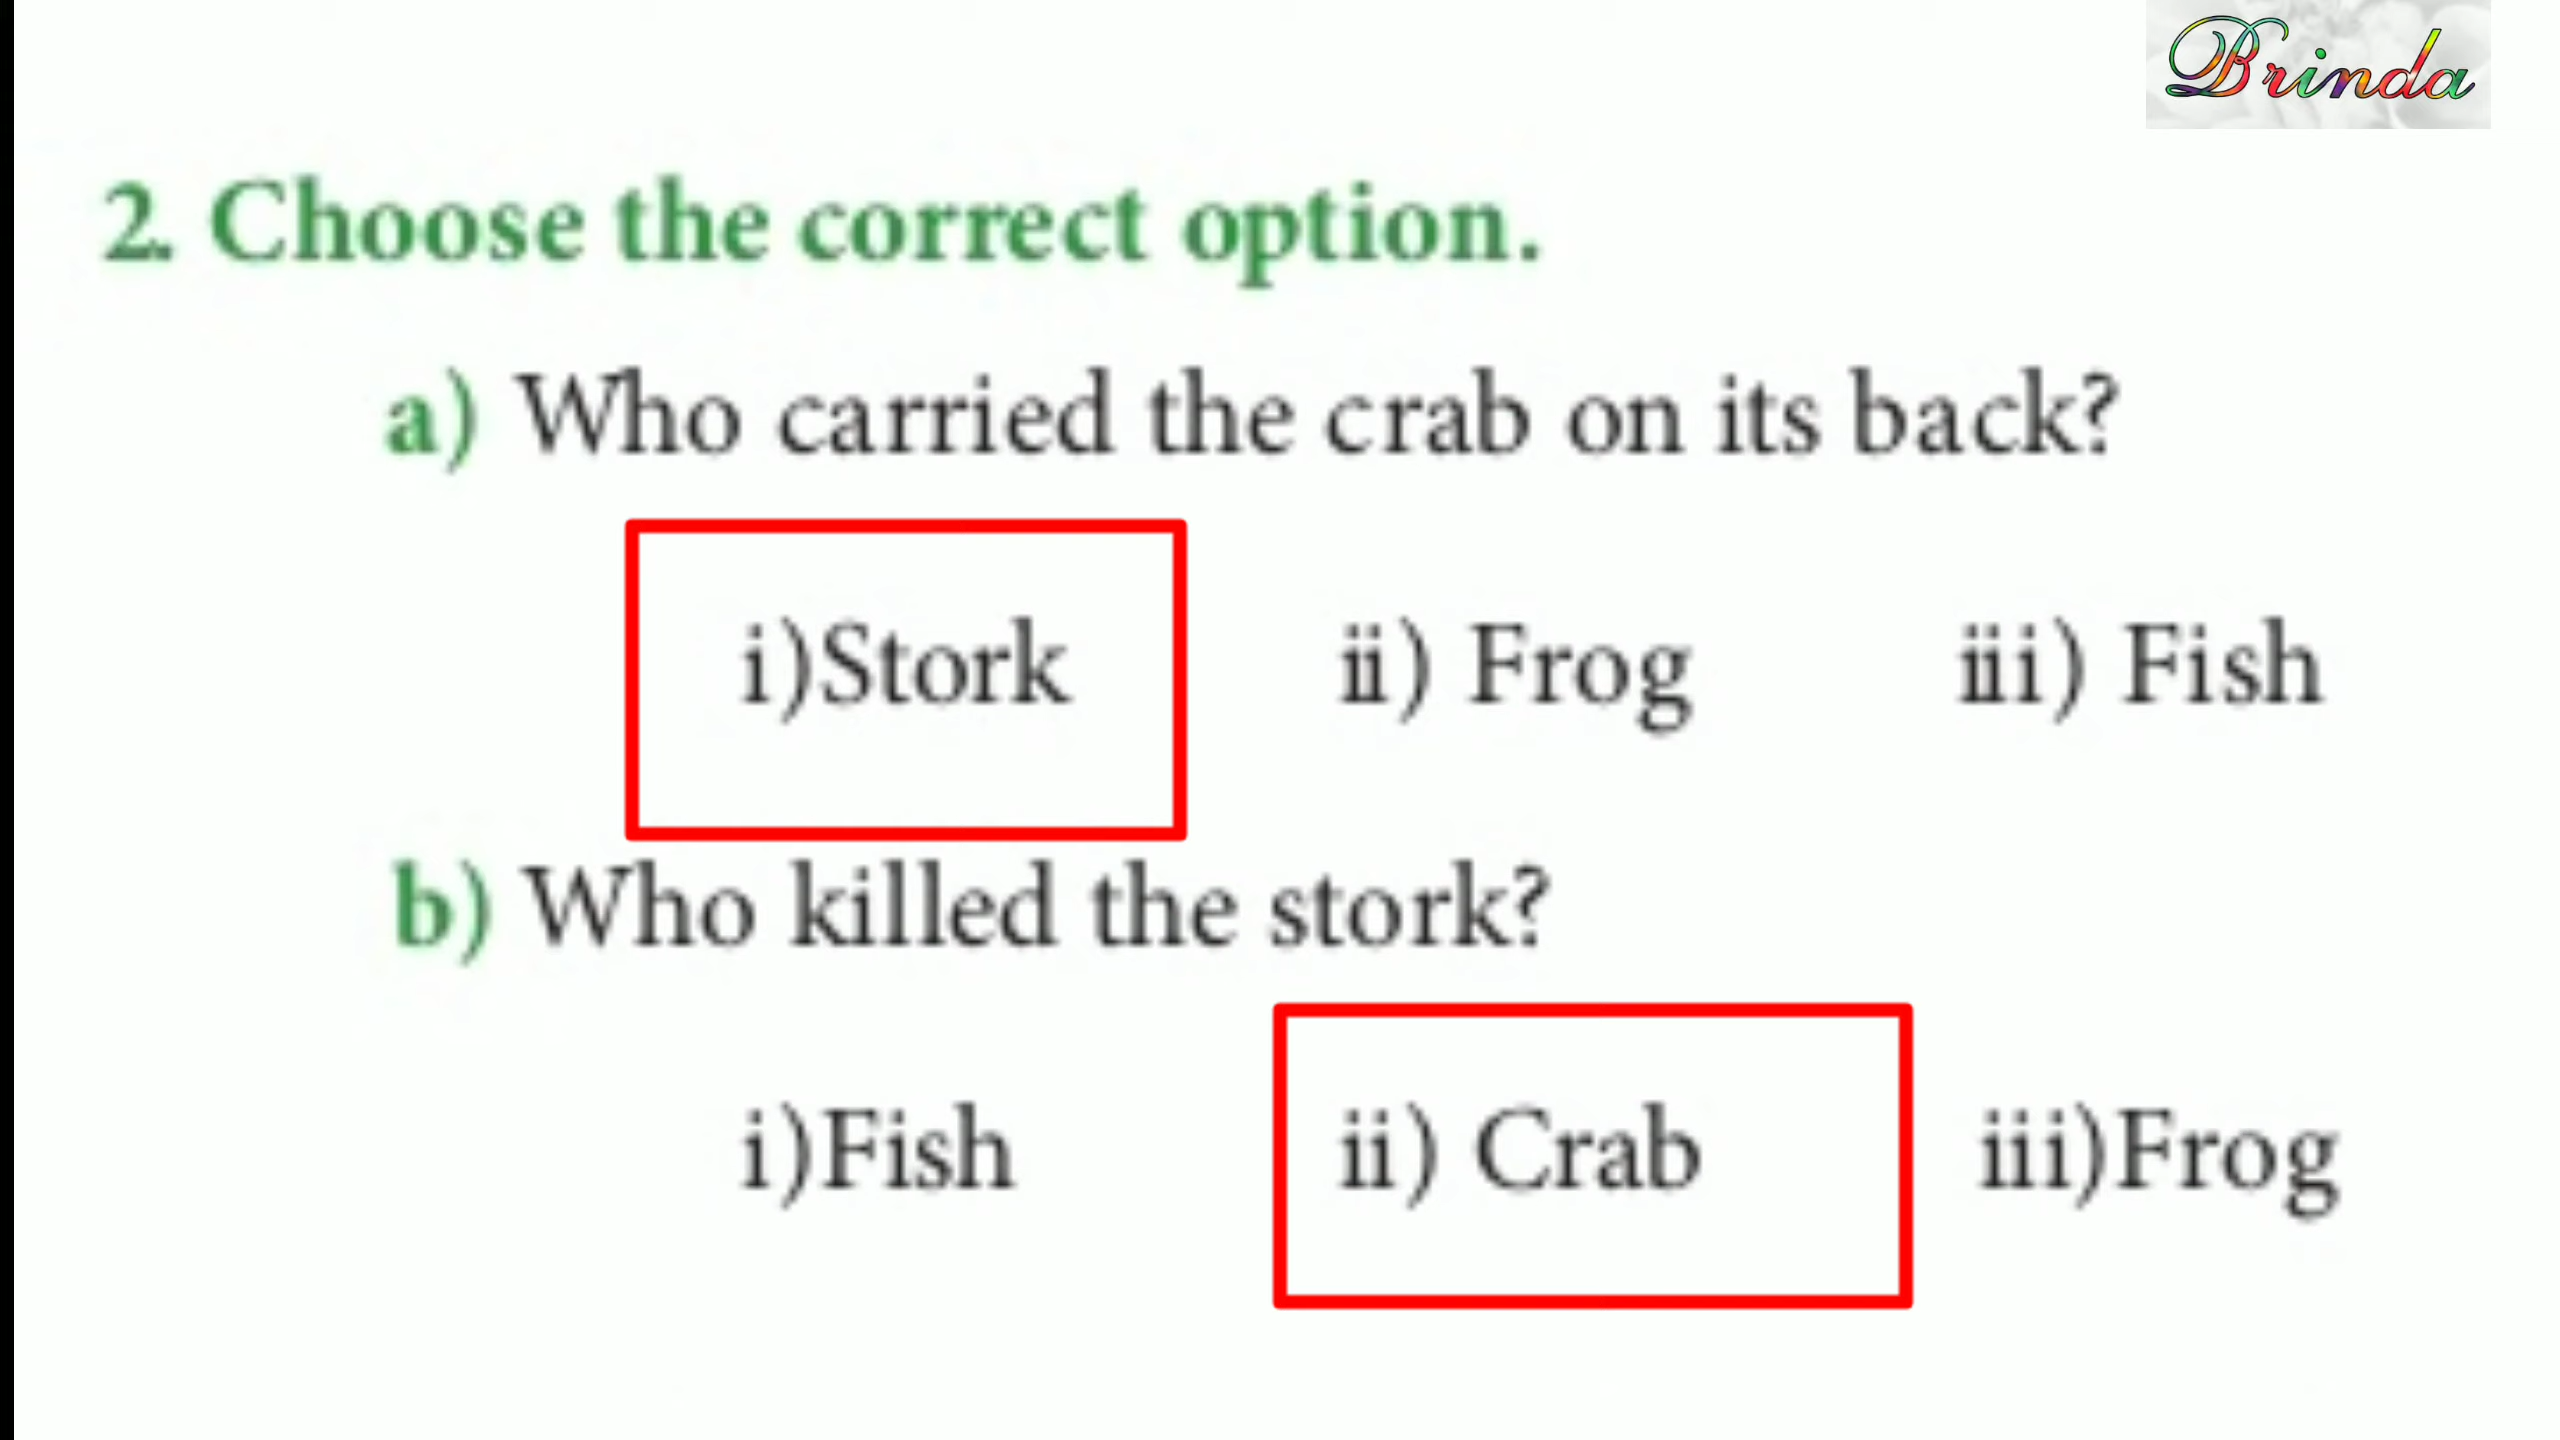 Brinda
2. Choose the correct option.
a) Who carried the crab on its back?
i)Stork ii) Frog iii) Fish
b) Who killed the stork?
i)Fish ii) Crab iii)Frog